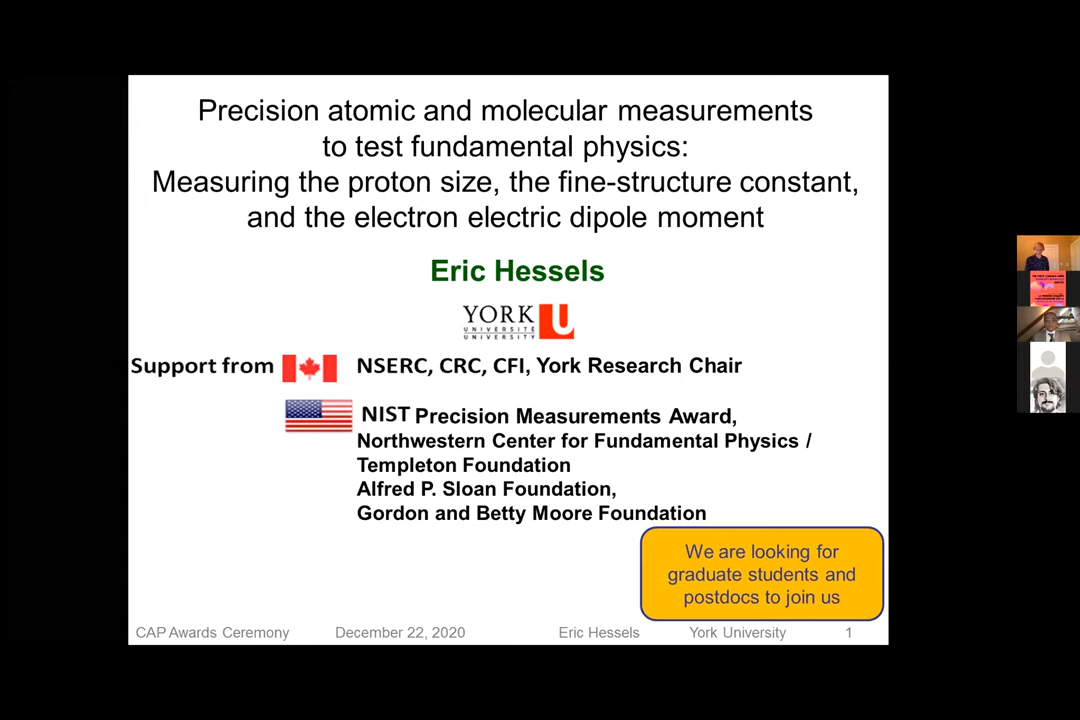 Precision atomic and molecular measurements
to test fundamental physics:
Measuring the proton size, the fine-structure constant,
and the electron electric dipole moment
Eric Hessels
YORK U
UNIVERSITÉ
UNIVERSITY
Support from NSERC, CRC, CFI, York Research Chair
NIST Precision Measurements Award,
Northwestern Center for Fundamental Physics /
Templeton Foundation
Alfred P. Sloan Foundation,
Gordon and Betty Moore Foundation
We are looking for
graduate students and
postdocs to join us
CAP Awards Ceremony December 22, 2020 Eric Hessels York University 1